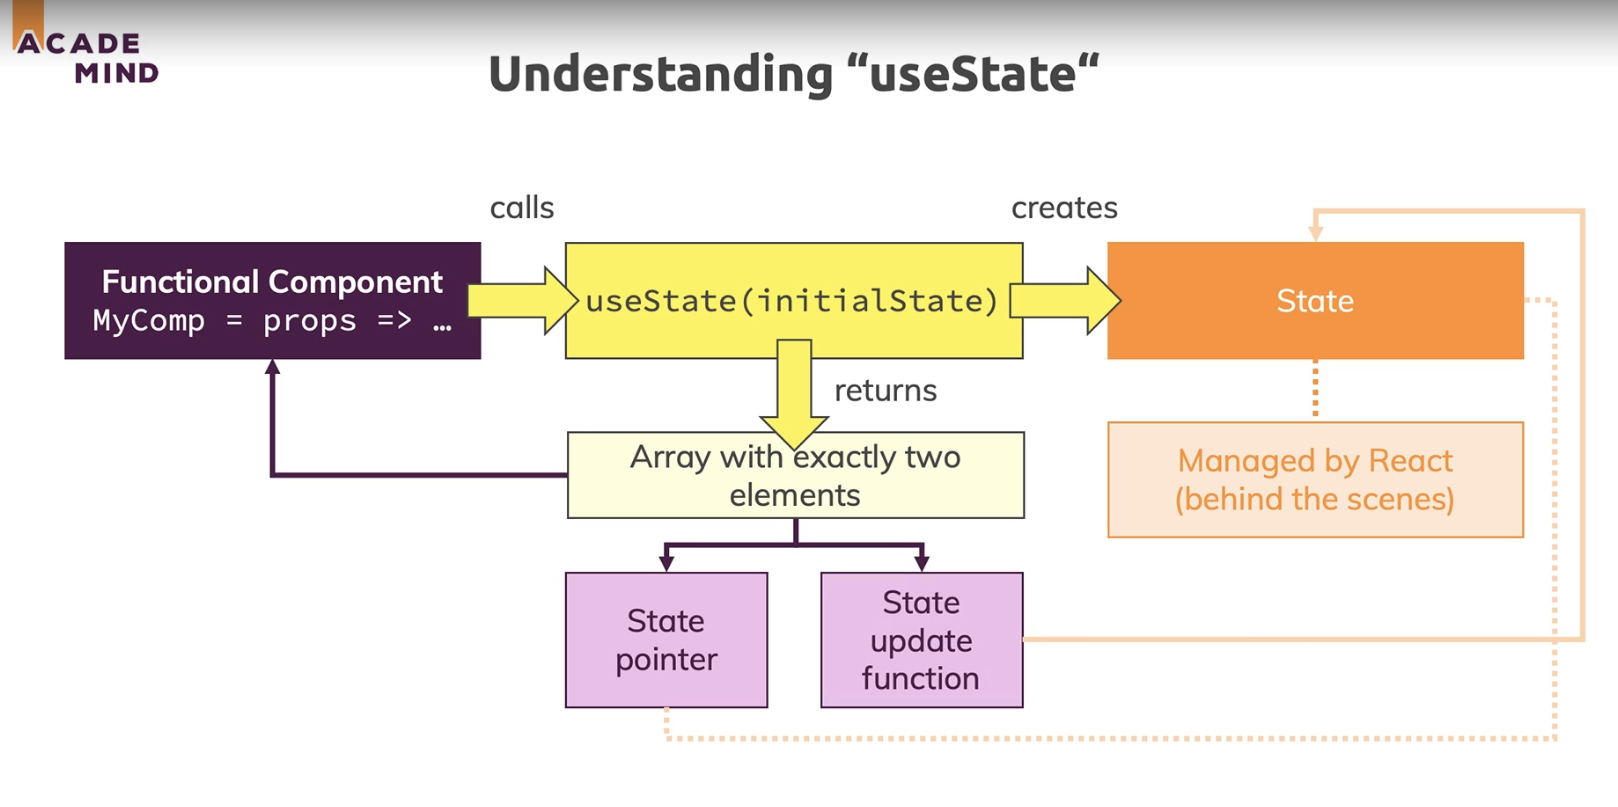 ACADE
MIND
Understanding “useState“
calls
creates
Functional Component
MyComp = props => …
useState(initialState)
State
returns
Array with exactly two
elements
Managed by React
(behind the scenes)
State
pointer
State
update
function